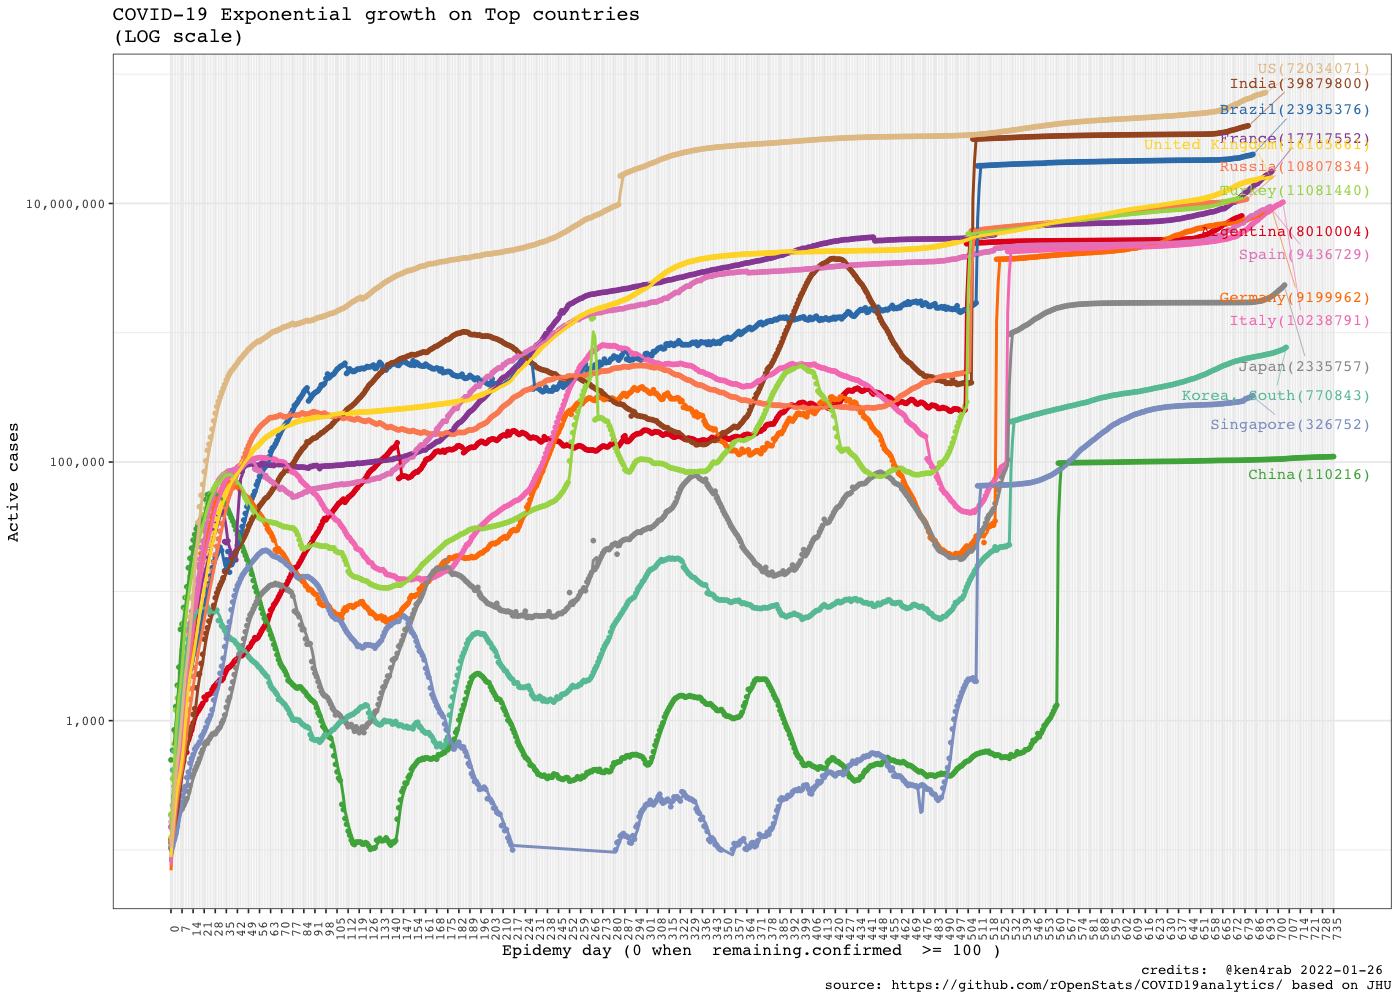 COVID-19 Exponential growth on Top countries
(LOG scale)
US(72034071)
India(39879800)
Brazil(23935376)
France(17717552)
United Kingdom(16105661)
Russia(10807834)
Turkey(11081440)
10,000,000
Argentina(8010004)
Spain(9436729)
Germany(9199962)
Italy(10238791)
Japan(2335757)
Korea, South(770843)
Singapore(326752)
100,000
China(110216)
Active cases
1,000
0 7 14 21 28 35 42 49 56 63 70 77 84 91 98 105 112 119 126 133 140 147 154 161 168 175 182 189 196 203 210 217 224 231 238 245 252 259 266 273 280 287 294 301 308 315 322 329 336 343 350 357 364 371 378 385 392 399 406 413 420 427 434 441 448 455 462 469 476 483 490 497 504 511 518 525 532 539 546 553 560 567 574 581 588 595 602 609 616 623 630 637 644 651 658 665 672 679 686 693 700 707 714 721 728 735
Epidemy day (0 when  remaining.confirmed  >= 100 )
credits:  @ken4rab 2022-01-26
source: https://github.com/rOpenStats/COVID19analytics/ based on JHU